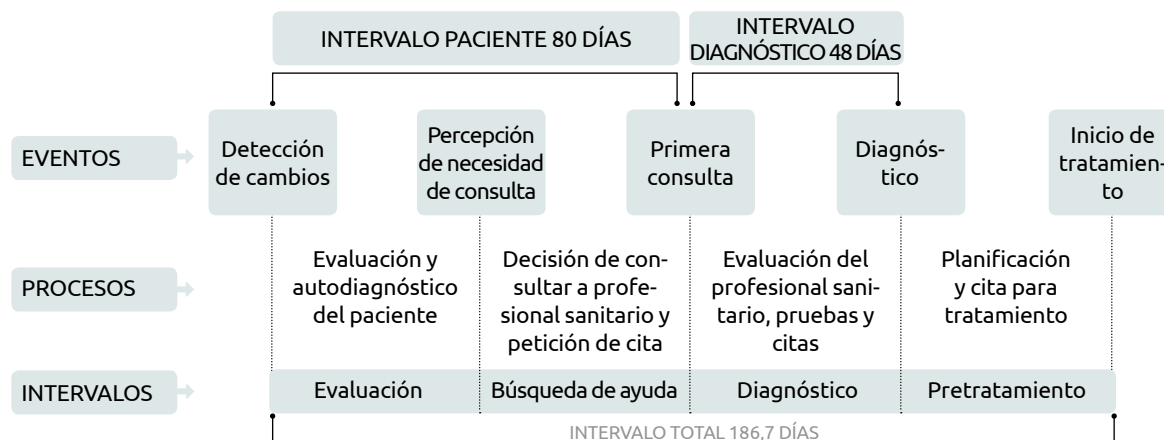 INTERVALO PACIENTE 80 DÍAS
INTERVALO
DIAGNÓSTICO 48 DÍAS
EVENTOS
Detección
de cambios
Percepción
de necesidad
de consulta
Primera
consulta
Diagnós-
tico
Inicio de
tratamien-
to
PROCESOS
Evaluación y
autodiagnóstico
del paciente
Decisión de con-
sultar a profe-
sional sanitario y
petición de cita
Evaluación del
profesional sani-
tario, pruebas y
citas
Planificación
y cita para
tratamiento
INTERVALOS
Evaluación
Búsqueda de ayuda
Diagnóstico
Pretratamiento
INTERVALO TOTAL 186,7 DÍAS